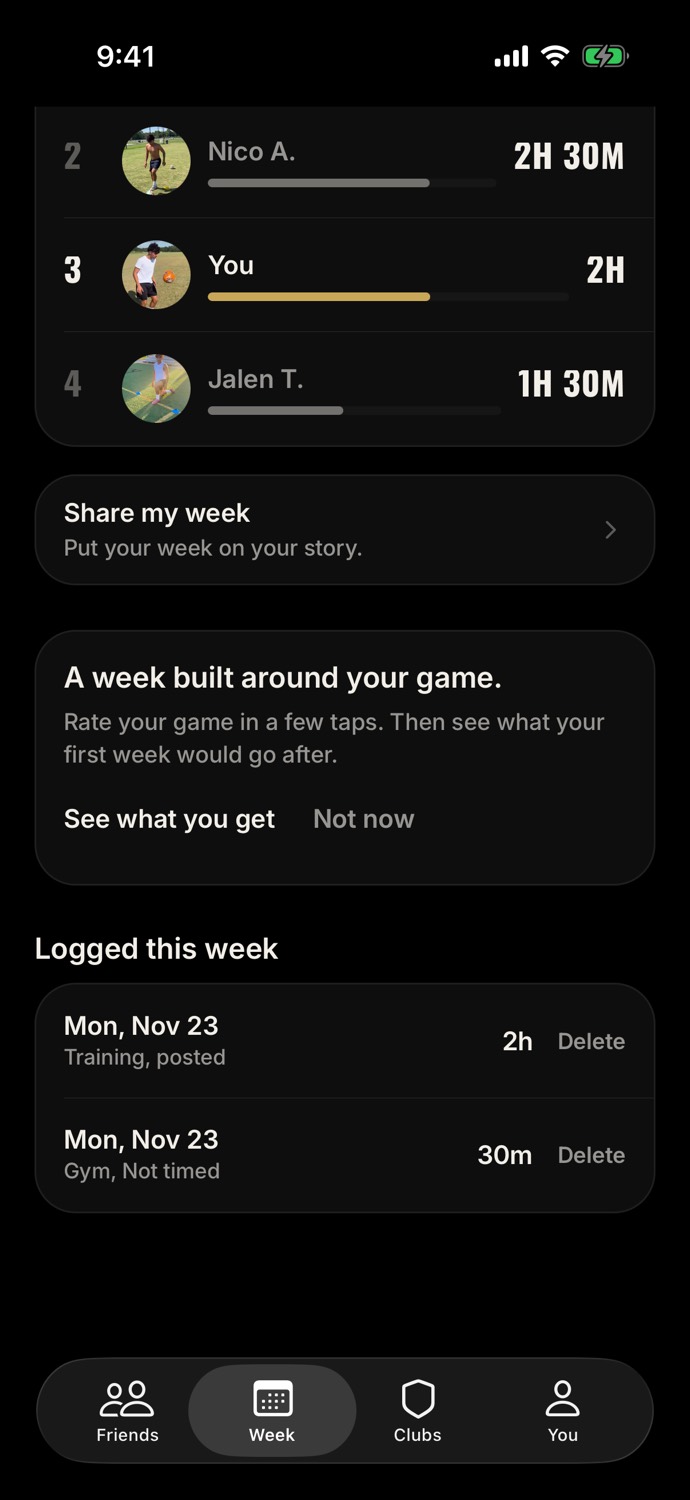 9:41
2
Nico A.
2H 30M
3
You
2H
4
Jalen T.
1H 30M
Share my week
Put your week on your story.
A week built around your game.
Rate your game in a few taps. Then see what your
first week would go after.
See what you get Not now
Logged this week
Mon, Nov 23
Training, posted
2h Delete
Mon, Nov 23
Gym, Not timed
30m Delete
Friends Week Clubs You